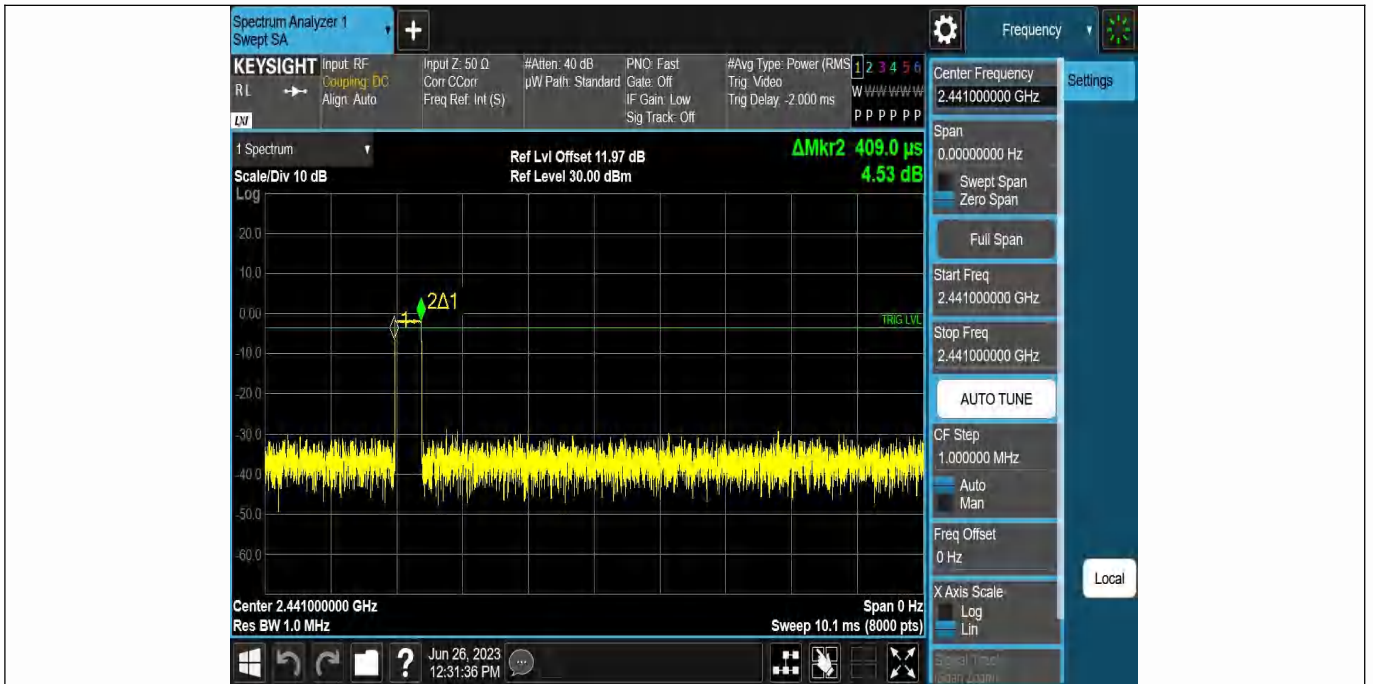 Spectrum Analyzer 1
Swept SA
+
Frequency
KEYSIGHT
RL
LXI
Input: RF
Coupling: DC
Align: Auto
Input Z: 50 Ω
Corr CCorr
Freq Ref: Int (S)
#Atten: 40 dB
µW Path: Standard
PNO: Fast
Gate: Off
IF Gain: Low
Sig Track: Off
#Avg Type: Power (RMS
Trig: Video
Trig Delay: -2.000 ms
1 2 3 4 5 6
W W W W W W
P P P P P P
1 Spectrum
Scale/Div 10 dB
Log
Ref Lvl Offset 11.97 dB
Ref Level 30.00 dBm
ΔMkr2 409.0 µs
4.53 dB
20.0
10.0
0.00
-10.0
-20.0
-30.0
-40.0
-50.0
-60.0
1
2Δ1
TRIG LVL
Center 2.441000000 GHz
Res BW 1.0 MHz
Span 0 Hz
Sweep 10.1 ms (8000 pts)
Center Frequency
2.441000000 GHz
Settings
Span
0.00000000 Hz
Swept Span
Zero Span
Full Span
Start Freq
2.441000000 GHz
Stop Freq
2.441000000 GHz
AUTO TUNE
CF Step
1.000000 MHz
Auto
Man
Freq Offset
0 Hz
X Axis Scale
Log
Lin
Local
?
Jun 26, 2023
12:31:36 PM